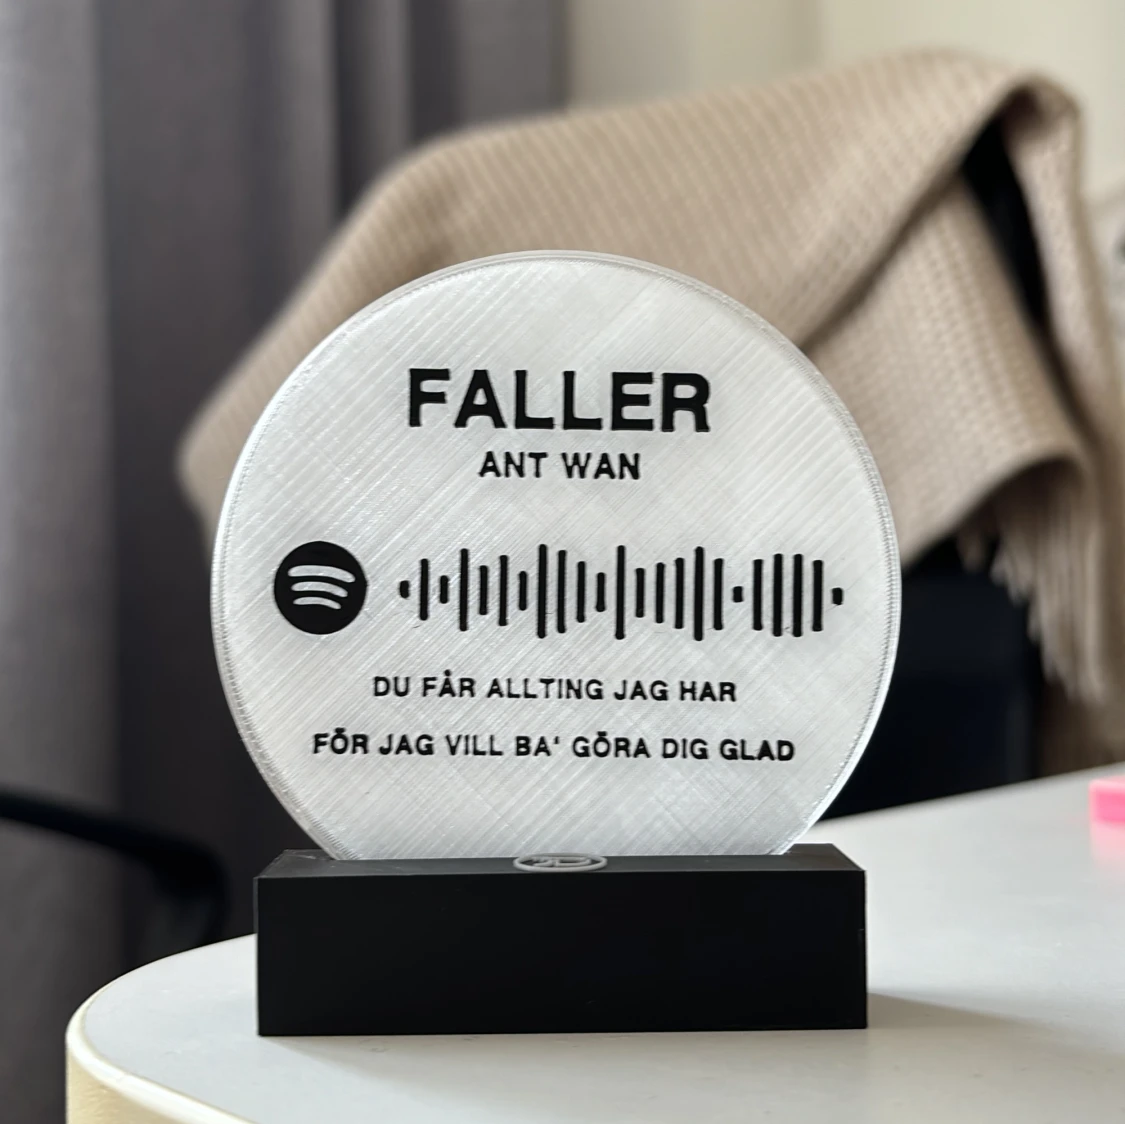 FALLER
ANT WAN
DU FÅR ALLTING JAG HAR
FÖR JAG VILL BA' GÖRA DIG GLAD